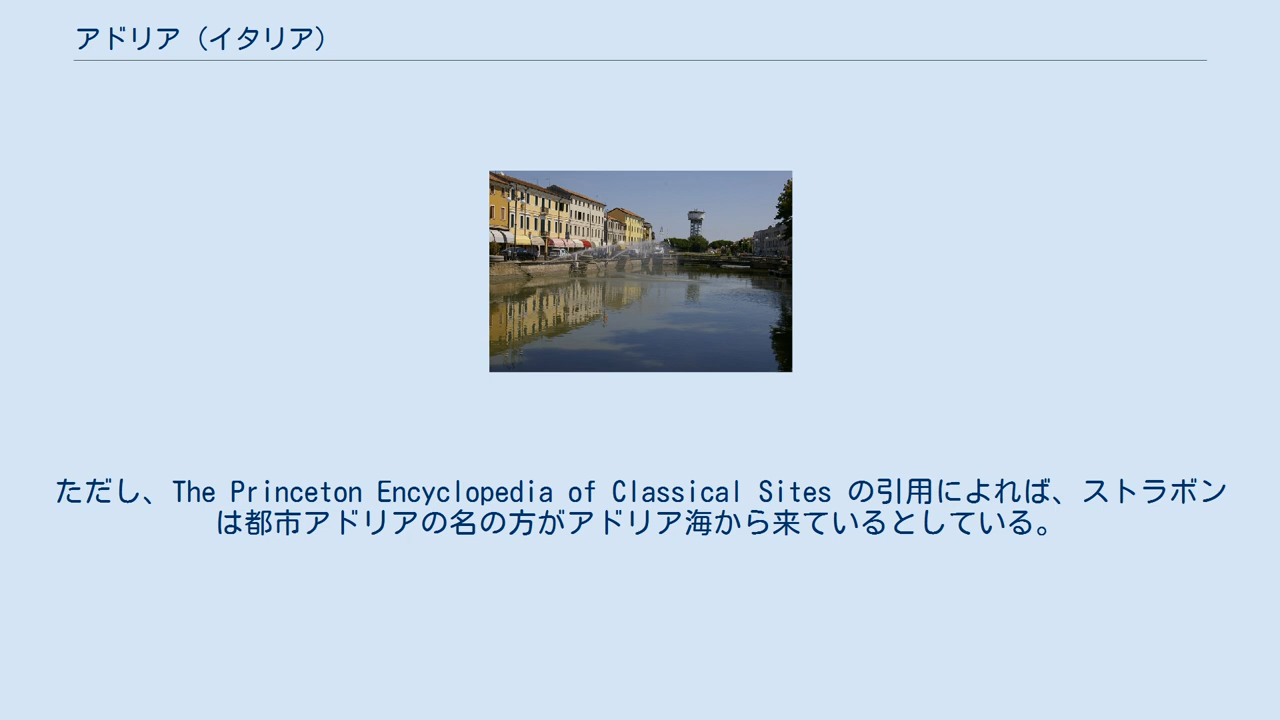 アドリア（イタリア）
ただし、The Princeton Encyclopedia of Classical Sites の引用によれば、ストラボン
は都市アドリアの名の方がアドリア海から来ているとしている。